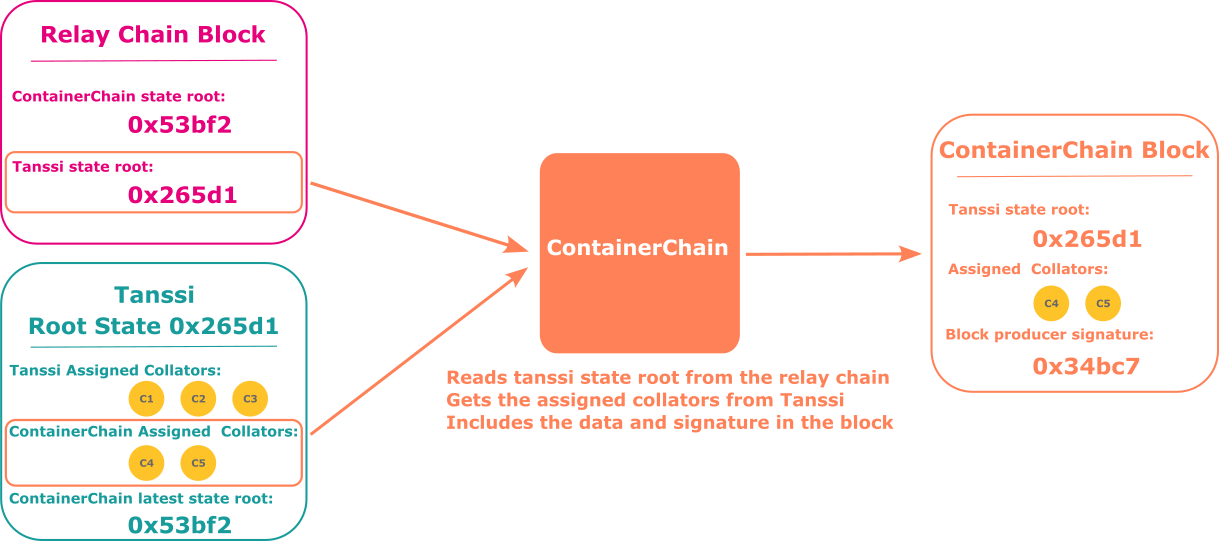 Relay Chain Block
ContainerChain state root:
0x53bf2
Tanssi state root:
0x265d1
Tanssi
Root State 0x265d1
Tanssi Assigned Collators:
C1 C2 C3
ContainerChain Assigned Collators:
C4 C5
ContainerChain latest state root:
0x53bf2
ContainerChain
Reads tanssi state root from the relay chain
Gets the assigned collators from Tanssi
Includes the data and signature in the block
ContainerChain Block
Tanssi state root:
0x265d1
Assigned Collators:
C4 C5
Block producer signature:
0x34bc7